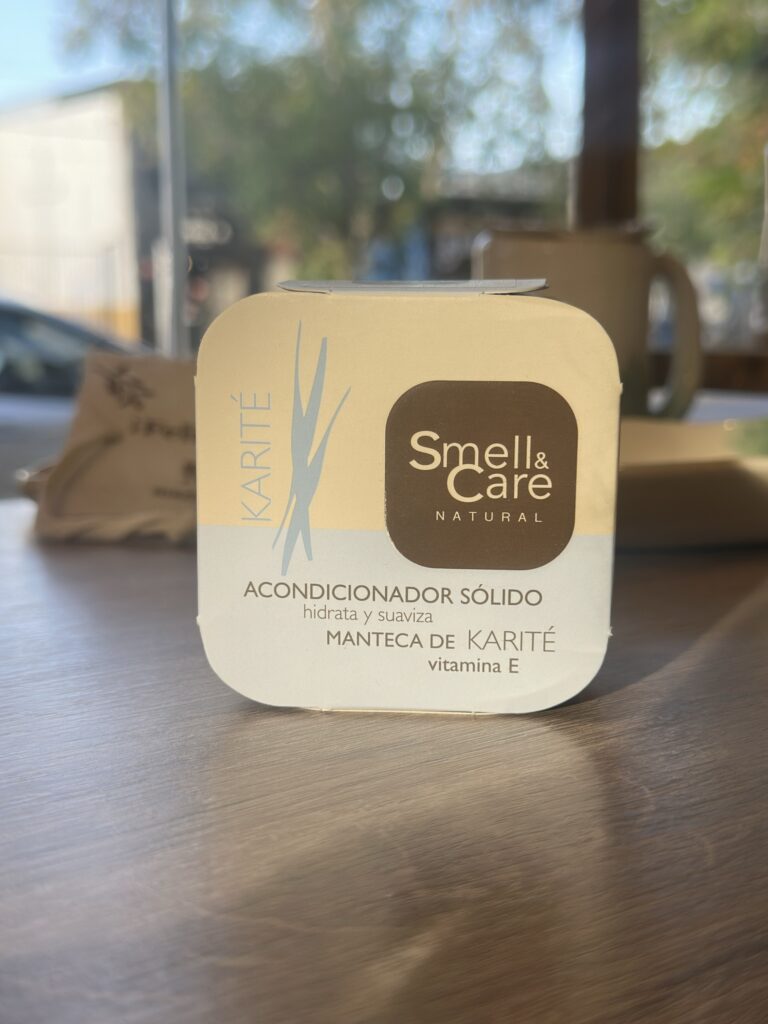 KARITÉ
Smell&
Care
NATURAL
ACONDICIONADOR SÓLIDO
hidrata y suaviza
MANTECA DE KARITÉ
vitamina E